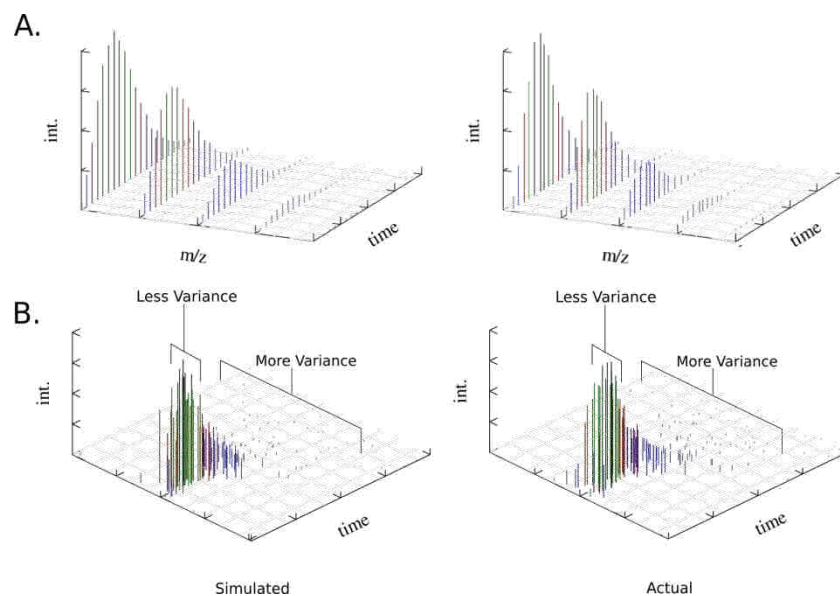 A.
int.
m/z
time
int.
m/z
time
B.
Less Variance
More Variance
int.
time
Less Variance
More Variance
int.
time
Simulated
Actual